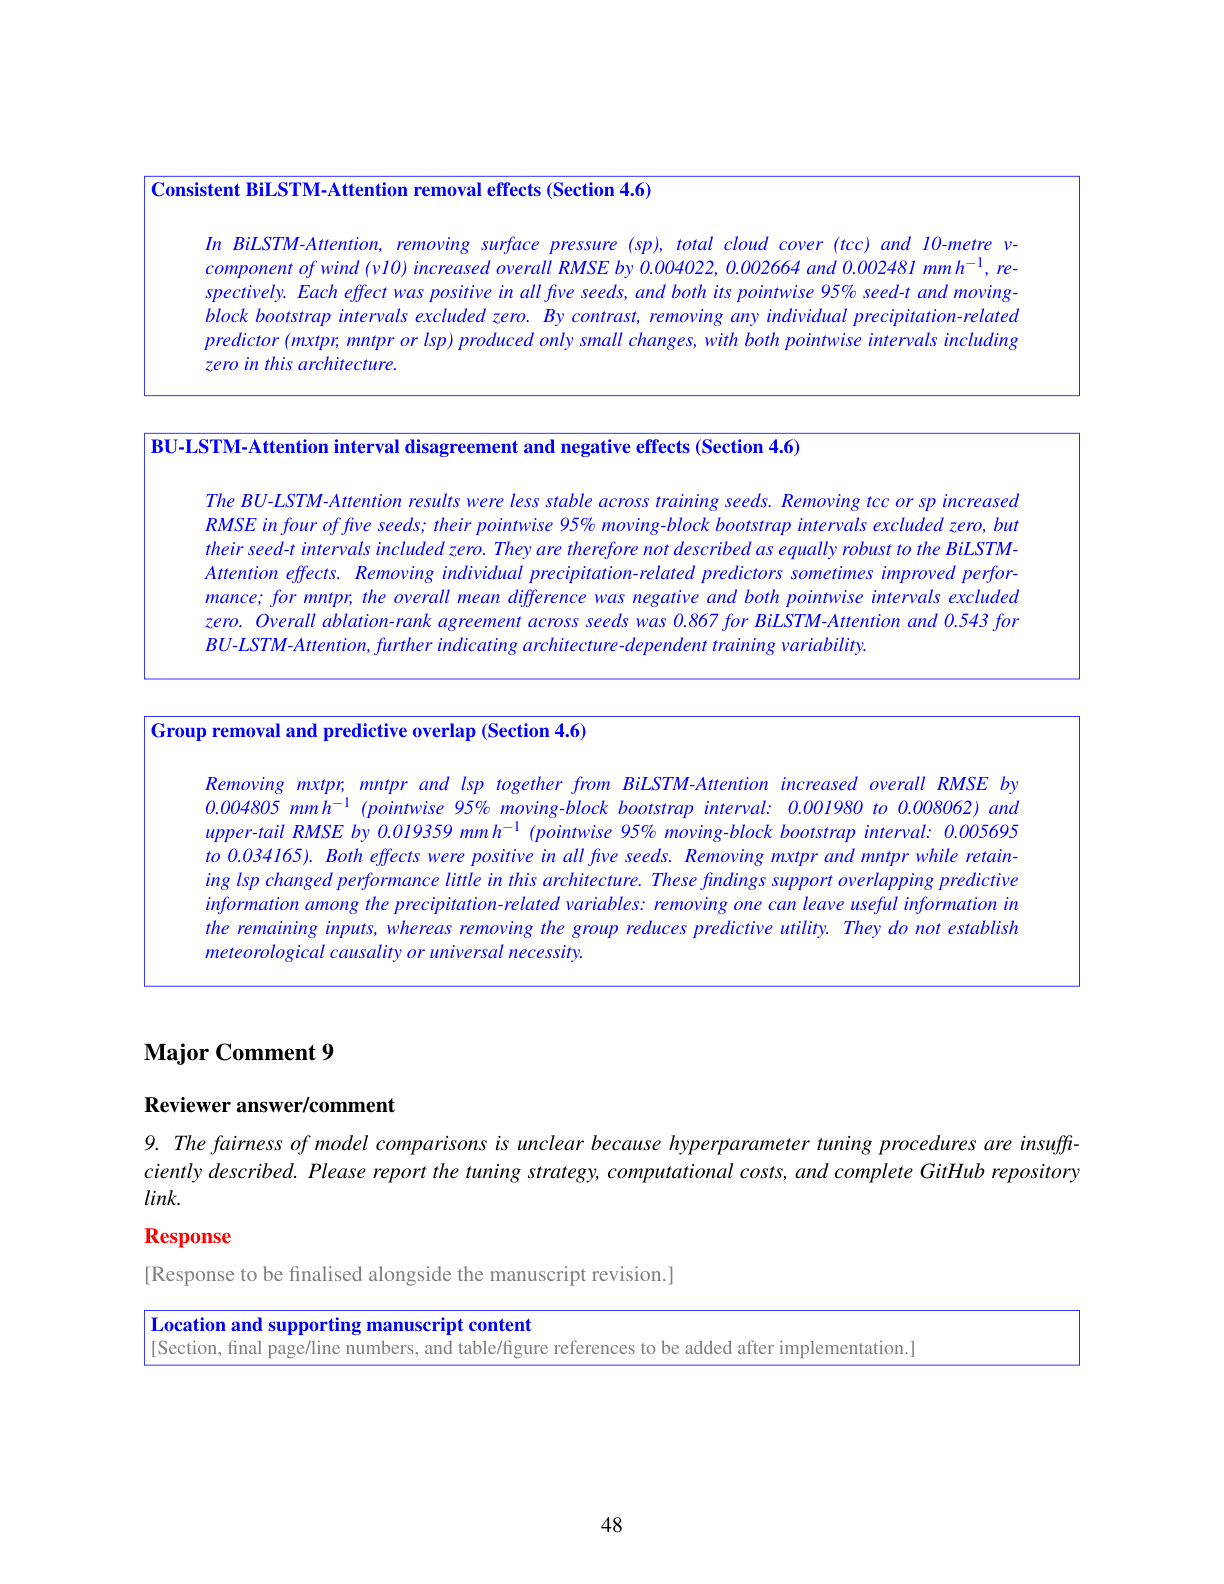 Consistent BiLSTM-Attention removal effects (Section 4.6)
In BiLSTM-Attention, removing surface pressure (sp), total cloud cover (tcc) and 10-metre v-
component of wind (v10) increased overall RMSE by 0.004022, 0.002664 and 0.002481 mm h⁻¹, re-
spectively. Each effect was positive in all five seeds, and both its pointwise 95% seed-t and moving-
block bootstrap intervals excluded zero. By contrast, removing any individual precipitation-related
predictor (mxtpr, mntpr or lsp) produced only small changes, with both pointwise intervals including
zero in this architecture.
BU-LSTM-Attention interval disagreement and negative effects (Section 4.6)
The BU-LSTM-Attention results were less stable across training seeds. Removing tcc or sp increased
RMSE in four of five seeds; their pointwise 95% moving-block bootstrap intervals excluded zero, but
their seed-t intervals included zero. They are therefore not described as equally robust to the BiLSTM-
Attention effects. Removing individual precipitation-related predictors sometimes improved perfor-
mance; for mntpr, the overall mean difference was negative and both pointwise intervals excluded
zero. Overall ablation-rank agreement across seeds was 0.867 for BiLSTM-Attention and 0.543 for
BU-LSTM-Attention, further indicating architecture-dependent training variability.
Group removal and predictive overlap (Section 4.6)
Removing mxtpr, mntpr and lsp together from BiLSTM-Attention increased overall RMSE by
0.004805 mm h⁻¹ (pointwise 95% moving-block bootstrap interval: 0.001980 to 0.008062) and
upper-tail RMSE by 0.019359 mm h⁻¹ (pointwise 95% moving-block bootstrap interval: 0.005695
to 0.034165). Both effects were positive in all five seeds. Removing mxtpr and mntpr while retain-
ing lsp changed performance little in this architecture. These findings support overlapping predictive
information among the precipitation-related variables: removing one can leave useful information in
the remaining inputs, whereas removing the group reduces predictive utility. They do not establish
meteorological causality or universal necessity.
Major Comment 9
Reviewer answer/comment
9. The fairness of model comparisons is unclear because hyperparameter tuning procedures are insuffi-
ciently described. Please report the tuning strategy, computational costs, and complete GitHub repository
link.
Response
[Response to be finalised alongside the manuscript revision.]
Location and supporting manuscript content
[Section, final page/line numbers, and table/figure references to be added after implementation.]
48